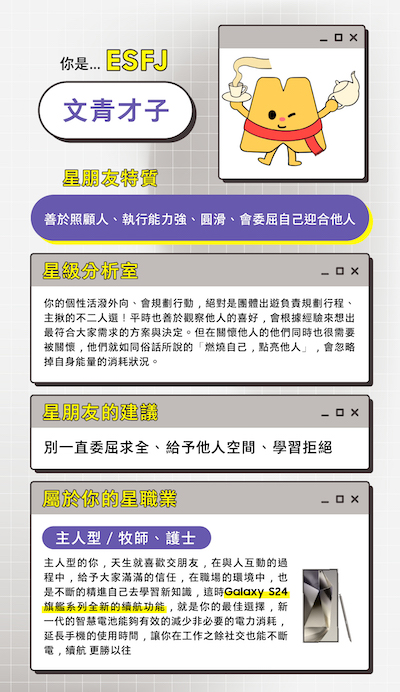 你是... ESFJ
文青才子
星朋友特質
善於照顧人、執行能力強、圓滑、會委屈自己迎合他人
星級分析室
你的個性活潑外向、會規劃行動，絕對是團體出遊負責規劃行程、
主揪的不二人選！平時也善於觀察他人的喜好，會根據經驗來想出
最符合大家需求的方案與決定。但在關懷他人的他們同時也很需要
被關懷，他們就如同俗話所說的「燃燒自己，點亮他人」，會忽略
掉自身能量的消耗狀況。
星朋友的建議
別一直委屈求全、給予他人空間、學習拒絕
屬於你的星職業
主人型 / 牧師、護士
主人型的你，天生就喜歡交朋友，在與人互動的過
程中，給予大家滿滿的信任，在職場的環境中，也
是不斷的精進自己去學習新知識，這時Galaxy S24
旗艦系列全新的續航功能，就是你的最佳選擇，新
一代的智慧電池能夠有效的減少非必要的電力消耗，
延長手機的使用時間，讓你在工作之餘社交也能不斷
電，續航 更勝以往